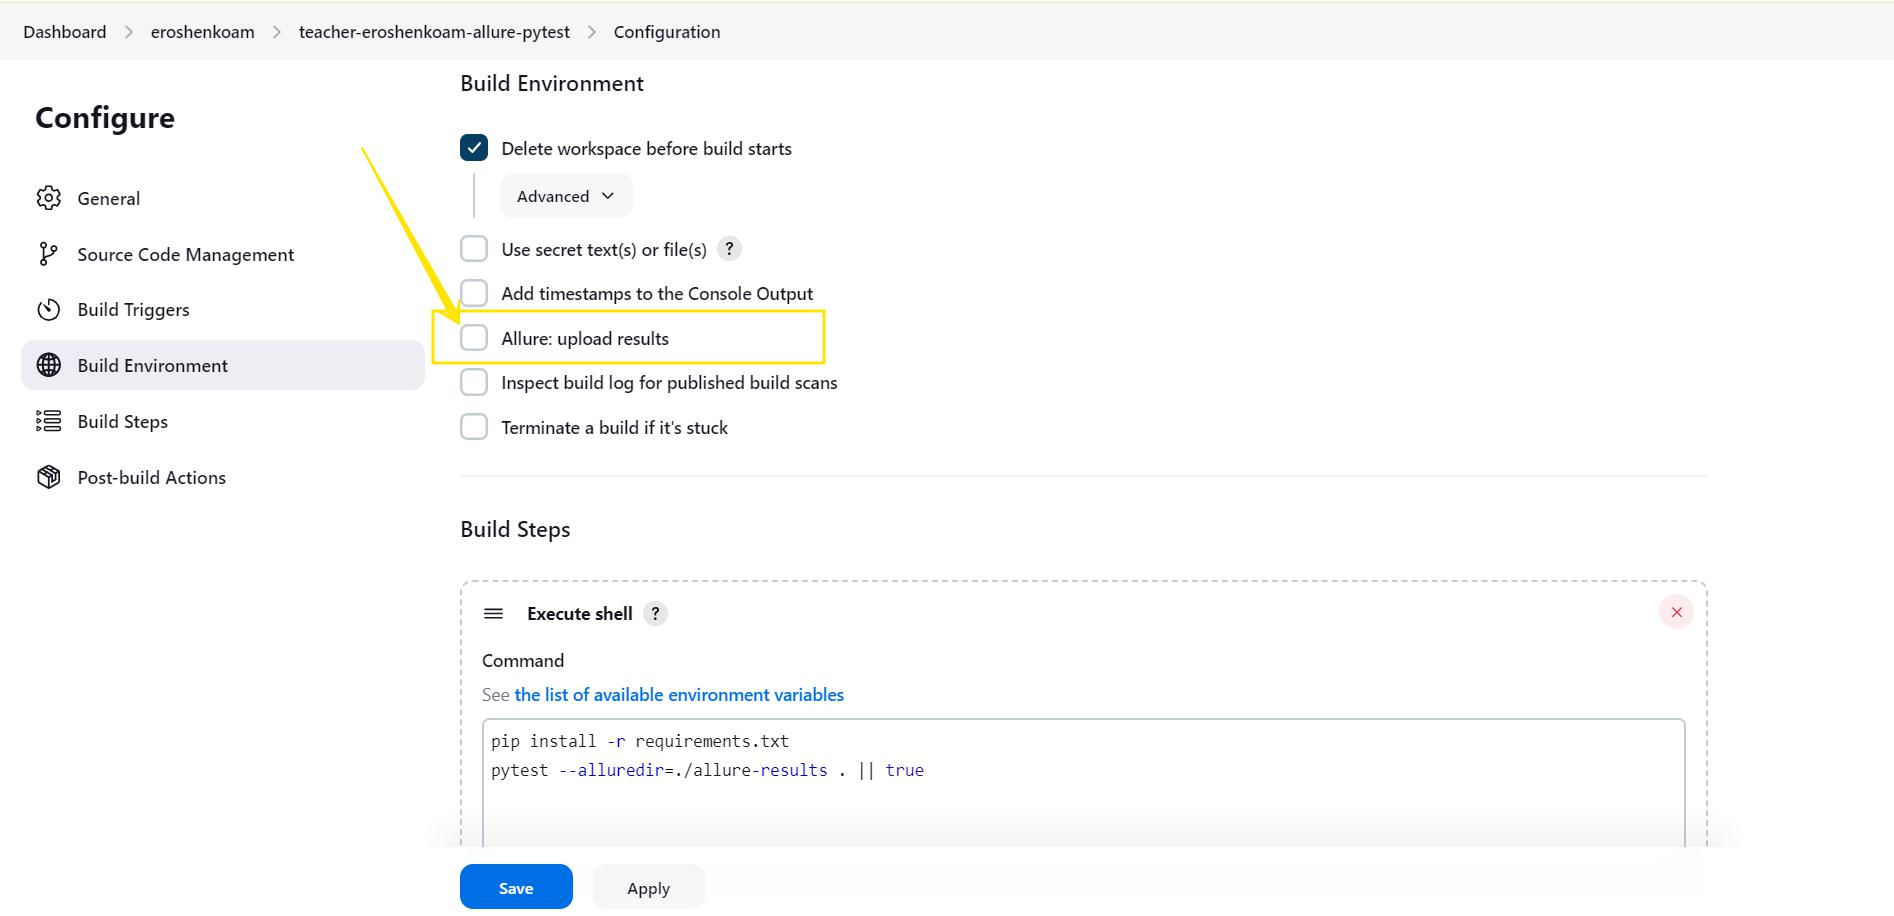 Dashboard > eroshenkoam > teacher-eroshenkoam-allure-pytest > Configuration
Configure
General
Source Code Management
Build Triggers
Build Environment
Build Steps
Post-build Actions
Build Environment
Delete workspace before build starts
Advanced
Use secret text(s) or file(s) ?
Add timestamps to the Console Output
Allure: upload results
Inspect build log for published build scans
Terminate a build if it's stuck
Build Steps
Execute shell ?
Command
See the list of available environment variables
pip install -r requirements.txt
pytest --alluredir=./allure-results . || true
Save Apply